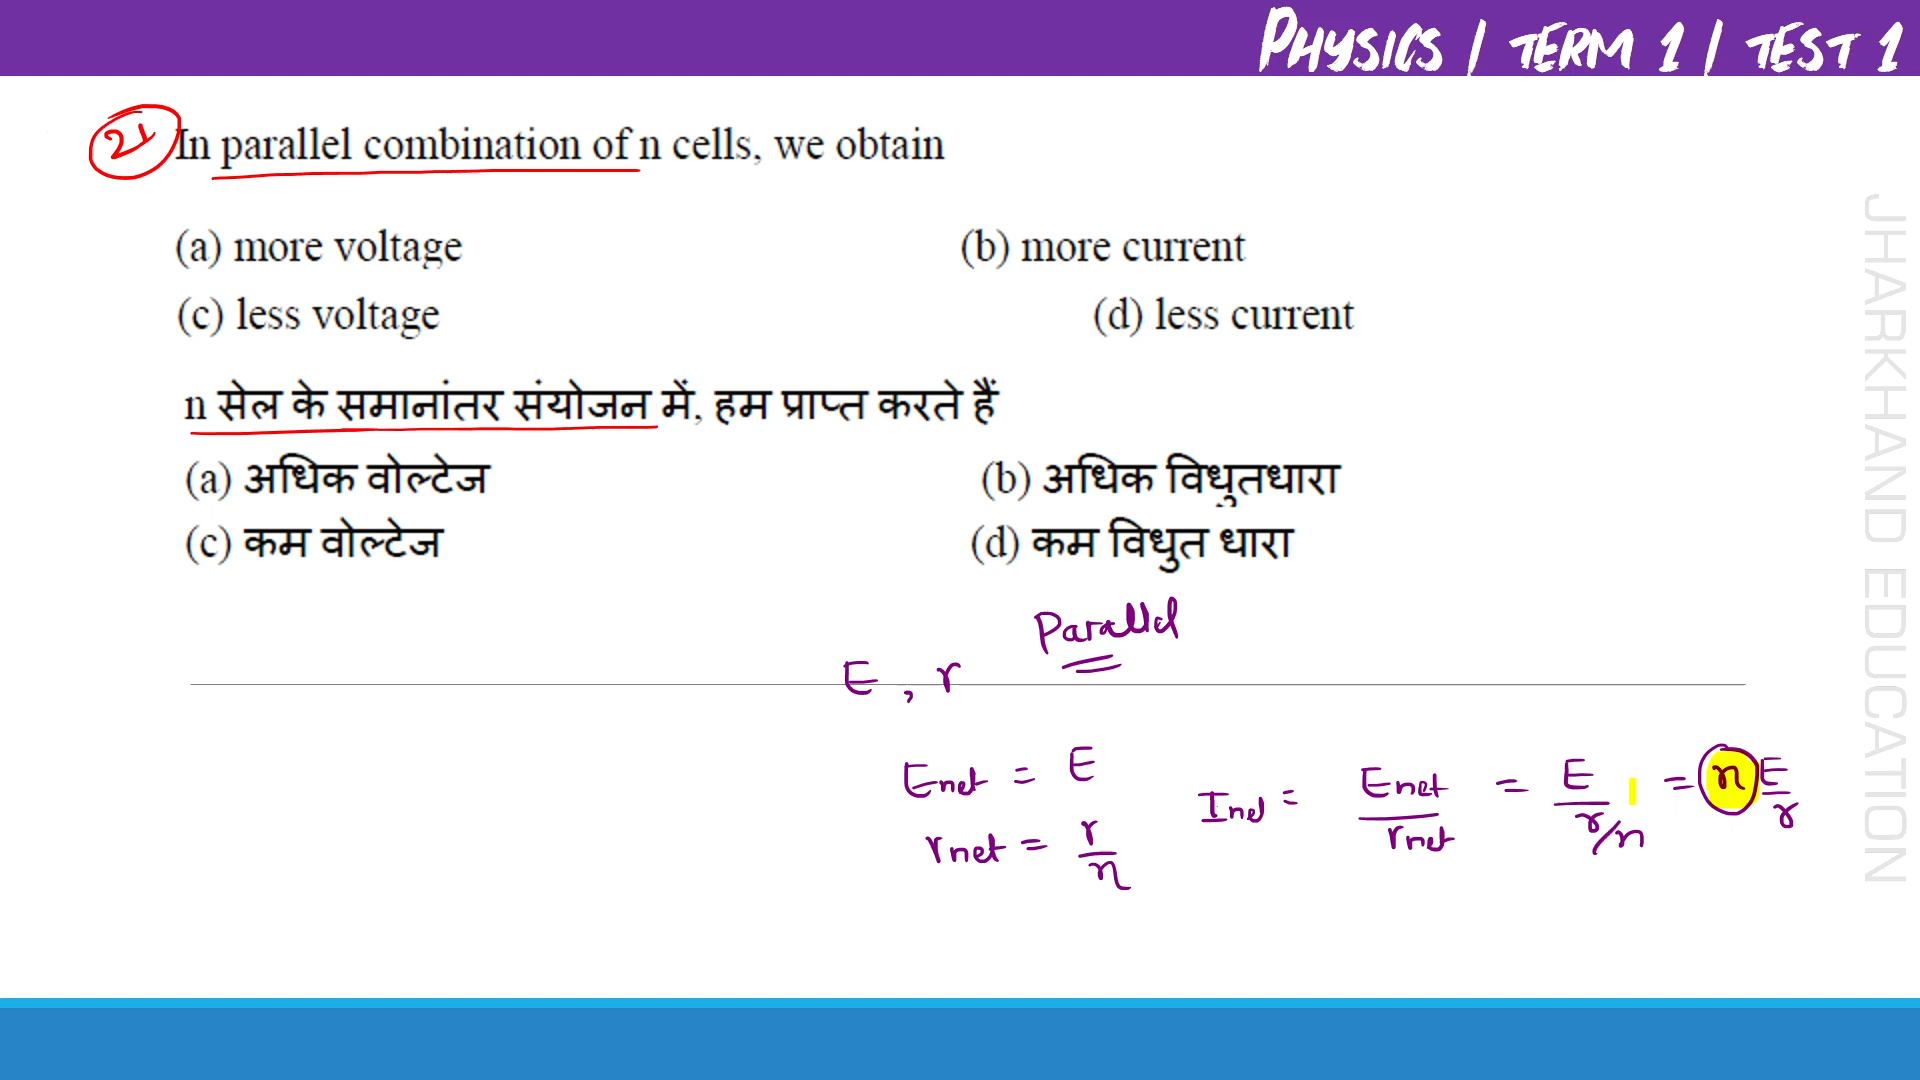 PHYSICS | TERM 1 | TEST 1
21 In parallel combination of n cells, we obtain
(a) more voltage (b) more current
(c) less voltage (d) less current
n सेल के समानांतर संयोजन में, हम प्राप्त करते हैं
(a) अधिक वोल्टेज (b) अधिक विधुतधारा
(c) कम वोल्टेज (d) कम विधुत धारा
Parallel
E , r
Enet = E
rnet = r/n
Inet = Enet/rnet = E/r/n = n E/r
JHARKHAND EDUCATION